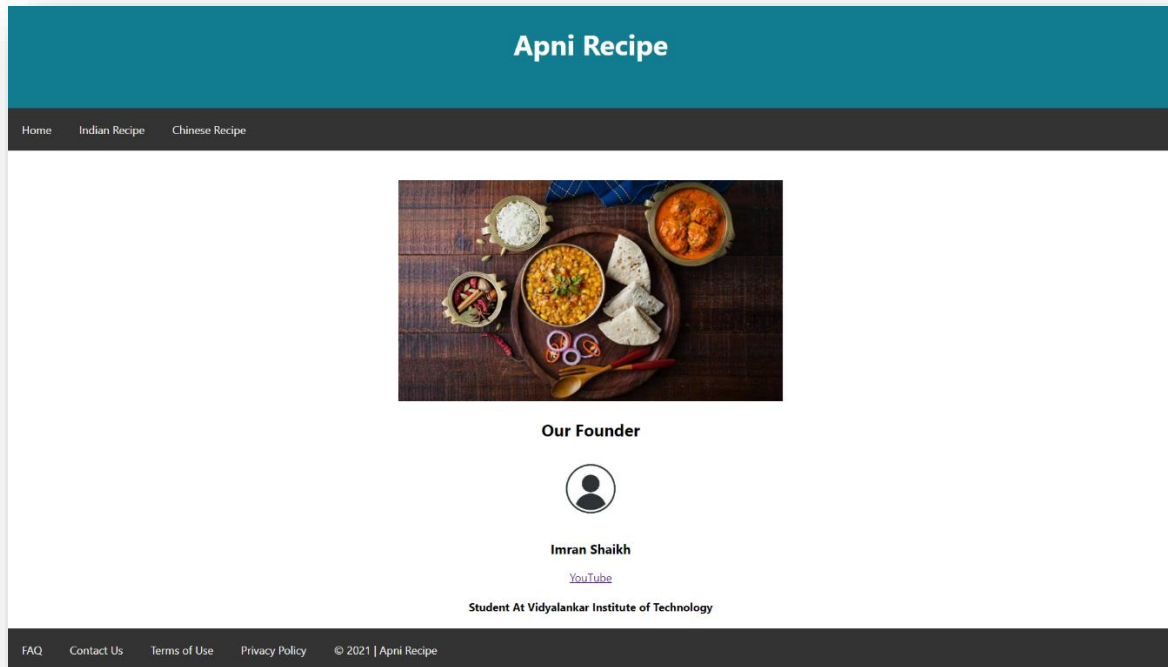 Apni Recipe
Home Indian Recipe Chinese Recipe
Our Founder
Imran Shaikh
YouTube
Student At Vidyalankar Institute of Technology
FAQ Contact Us Terms of Use Privacy Policy © 2021 | Apni Recipe